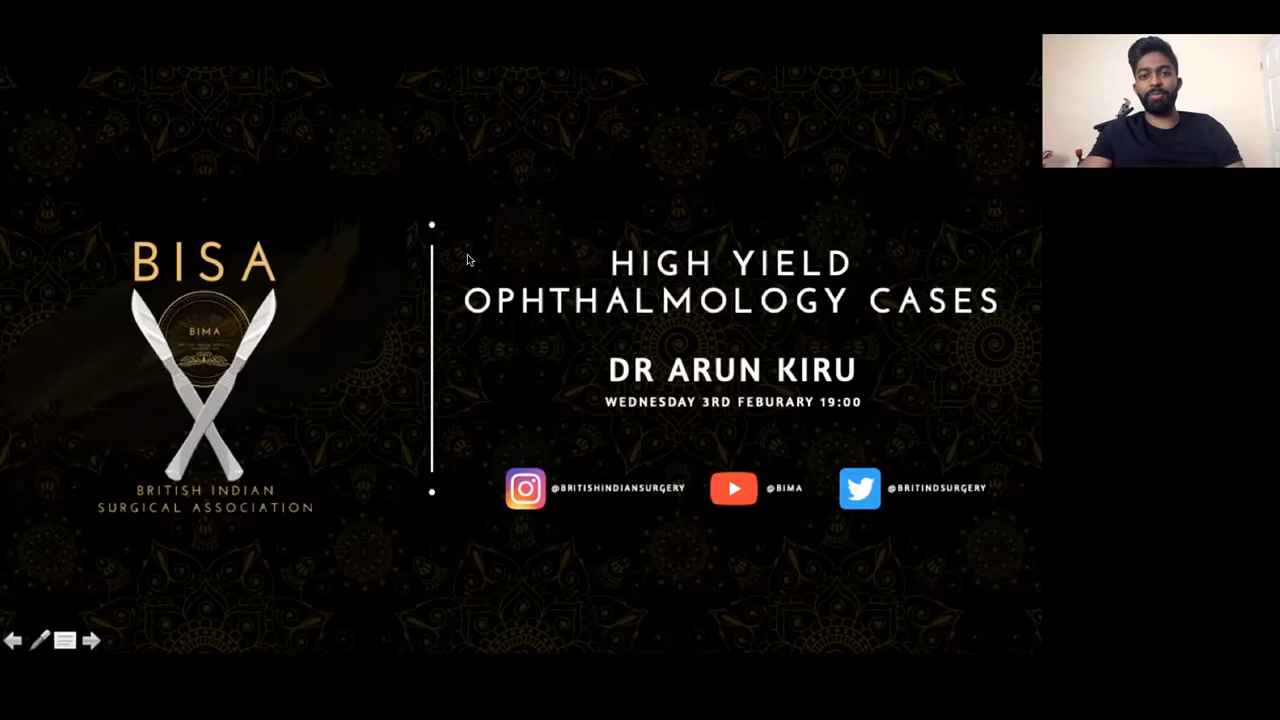 BISA
BIMA
BRITISH INDIAN
SURGICAL ASSOCIATION
HIGH YIELD
OPHTHALMOLOGY CASES
DR ARUN KIRU
WEDNESDAY 3RD FEBURARY 19:00
@BRITISHINDIANSURGERY
@BIMA
@BRITINDSURGERY